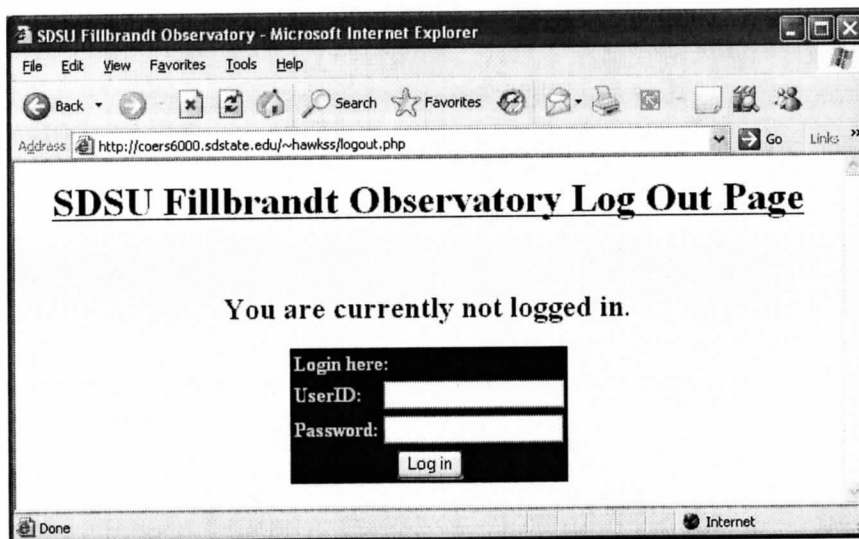 SDSU Fillbrandt Observatory - Microsoft Internet Explorer
File Edit View Favorites Tools Help
Back Search Favorites
Address http://coers6000.sdstate.edu/~hawkss/logout.php Go Links »
SDSU Fillbrandt Observatory Log Out Page
You are currently not logged in.
Login here:
UserID:
Password:
Log in
Done Internet